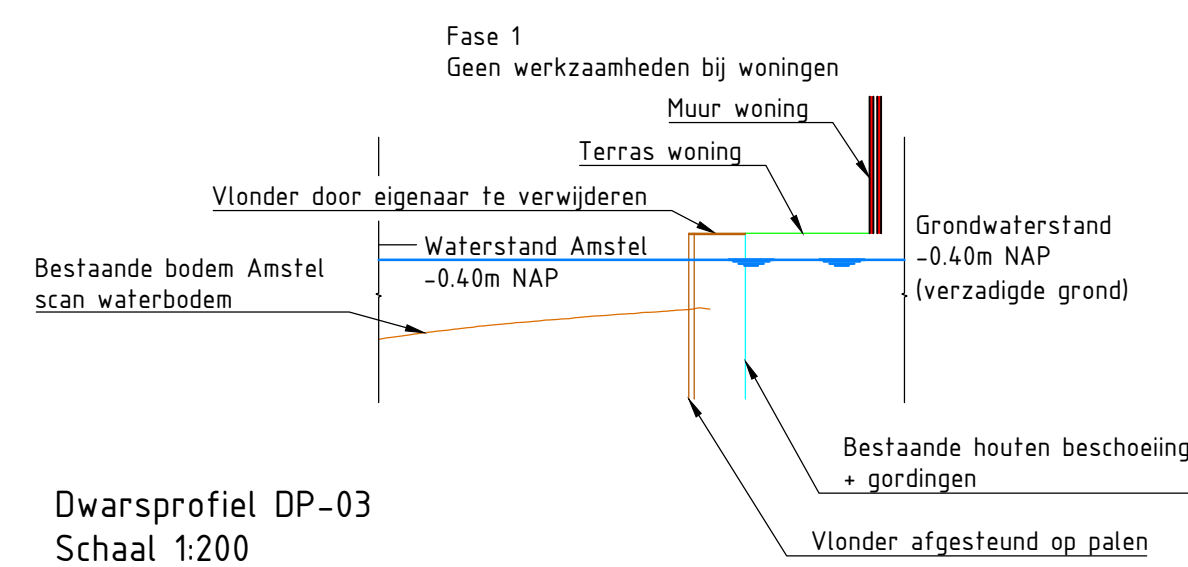 Fase 1
Geen werkzaamheden bij woningen
Muur woning
Terras woning
Vlonder door eigenaar te verwijderen
Waterstand Amstel
-0.40m NAP
Grondwaterstand
-0.40m NAP
(verzadigde grond)
Bestaande bodem Amstel
scan waterbodem
Bestaande houten beschoeiing
+ gordingen
Vlonder afgesteund op palen
Dwarsprofiel DP-03
Schaal 1:200